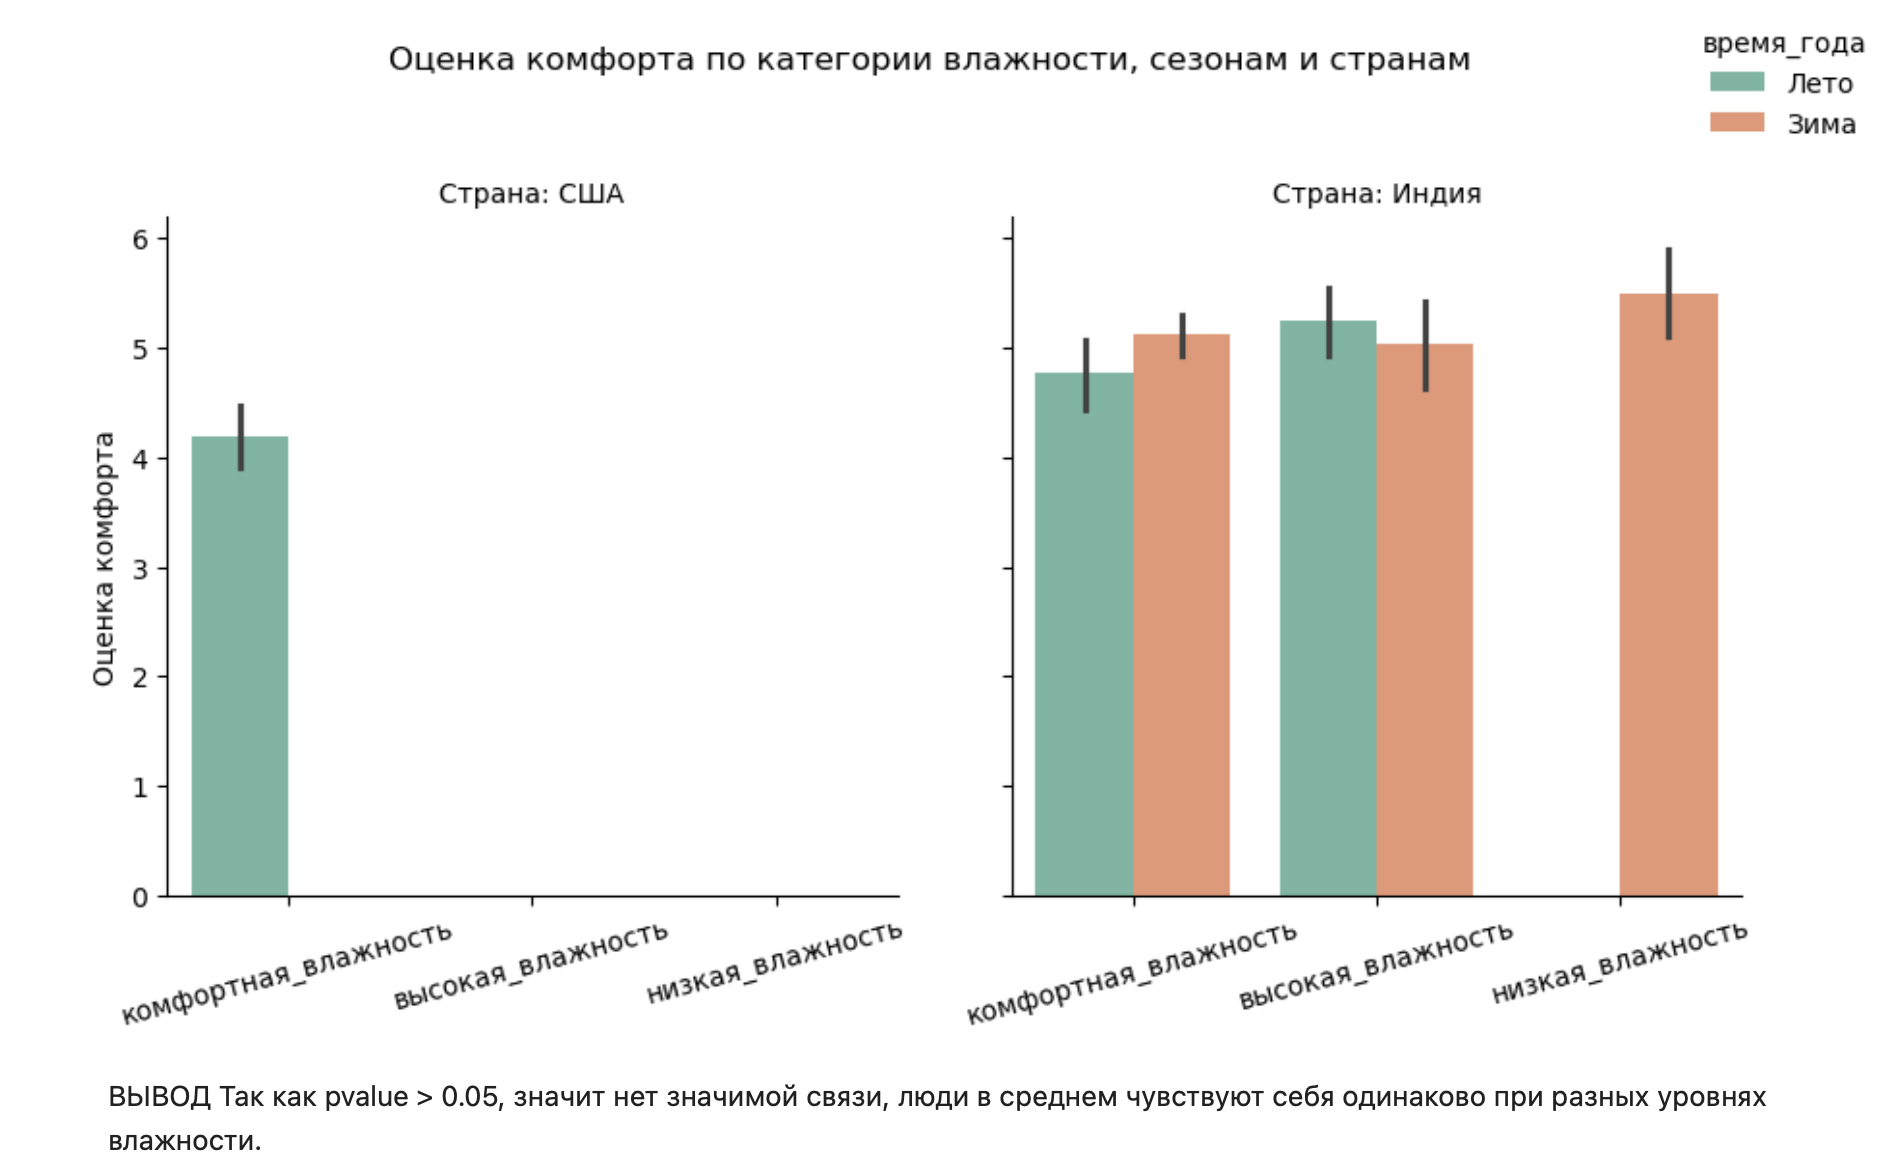 Оценка комфорта по категории влажности, сезонам и странам
время_года
Лето
Зима
Страна: США
Страна: Индия
Оценка комфорта
6
5
4
3
2
1
0
комфортная_влажность
высокая_влажность
низкая_влажность
комфортная_влажность
высокая_влажность
низкая_влажность
ВЫВОД Так как pvalue > 0.05, значит нет значимой связи, люди в среднем чувствуют себя одинаково при разных уровнях
влажности.